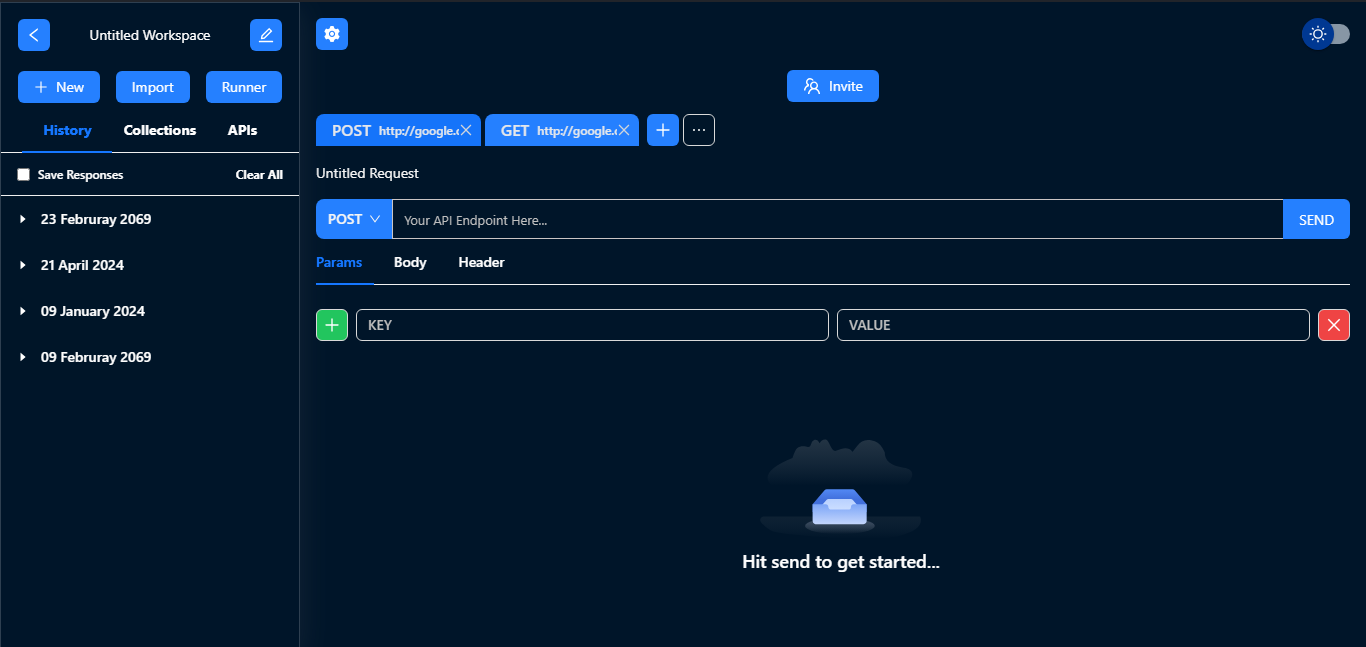 Untitled Workspace
New Import Runner
History Collections APIs
Save Responses Clear All
23 Februray 2069
21 April 2024
09 January 2024
09 Februray 2069
Invite
POST http://google.c GET http://google.c
Untitled Request
POST Your API Endpoint Here... SEND
Params Body Header
KEY VALUE
Hit send to get started...